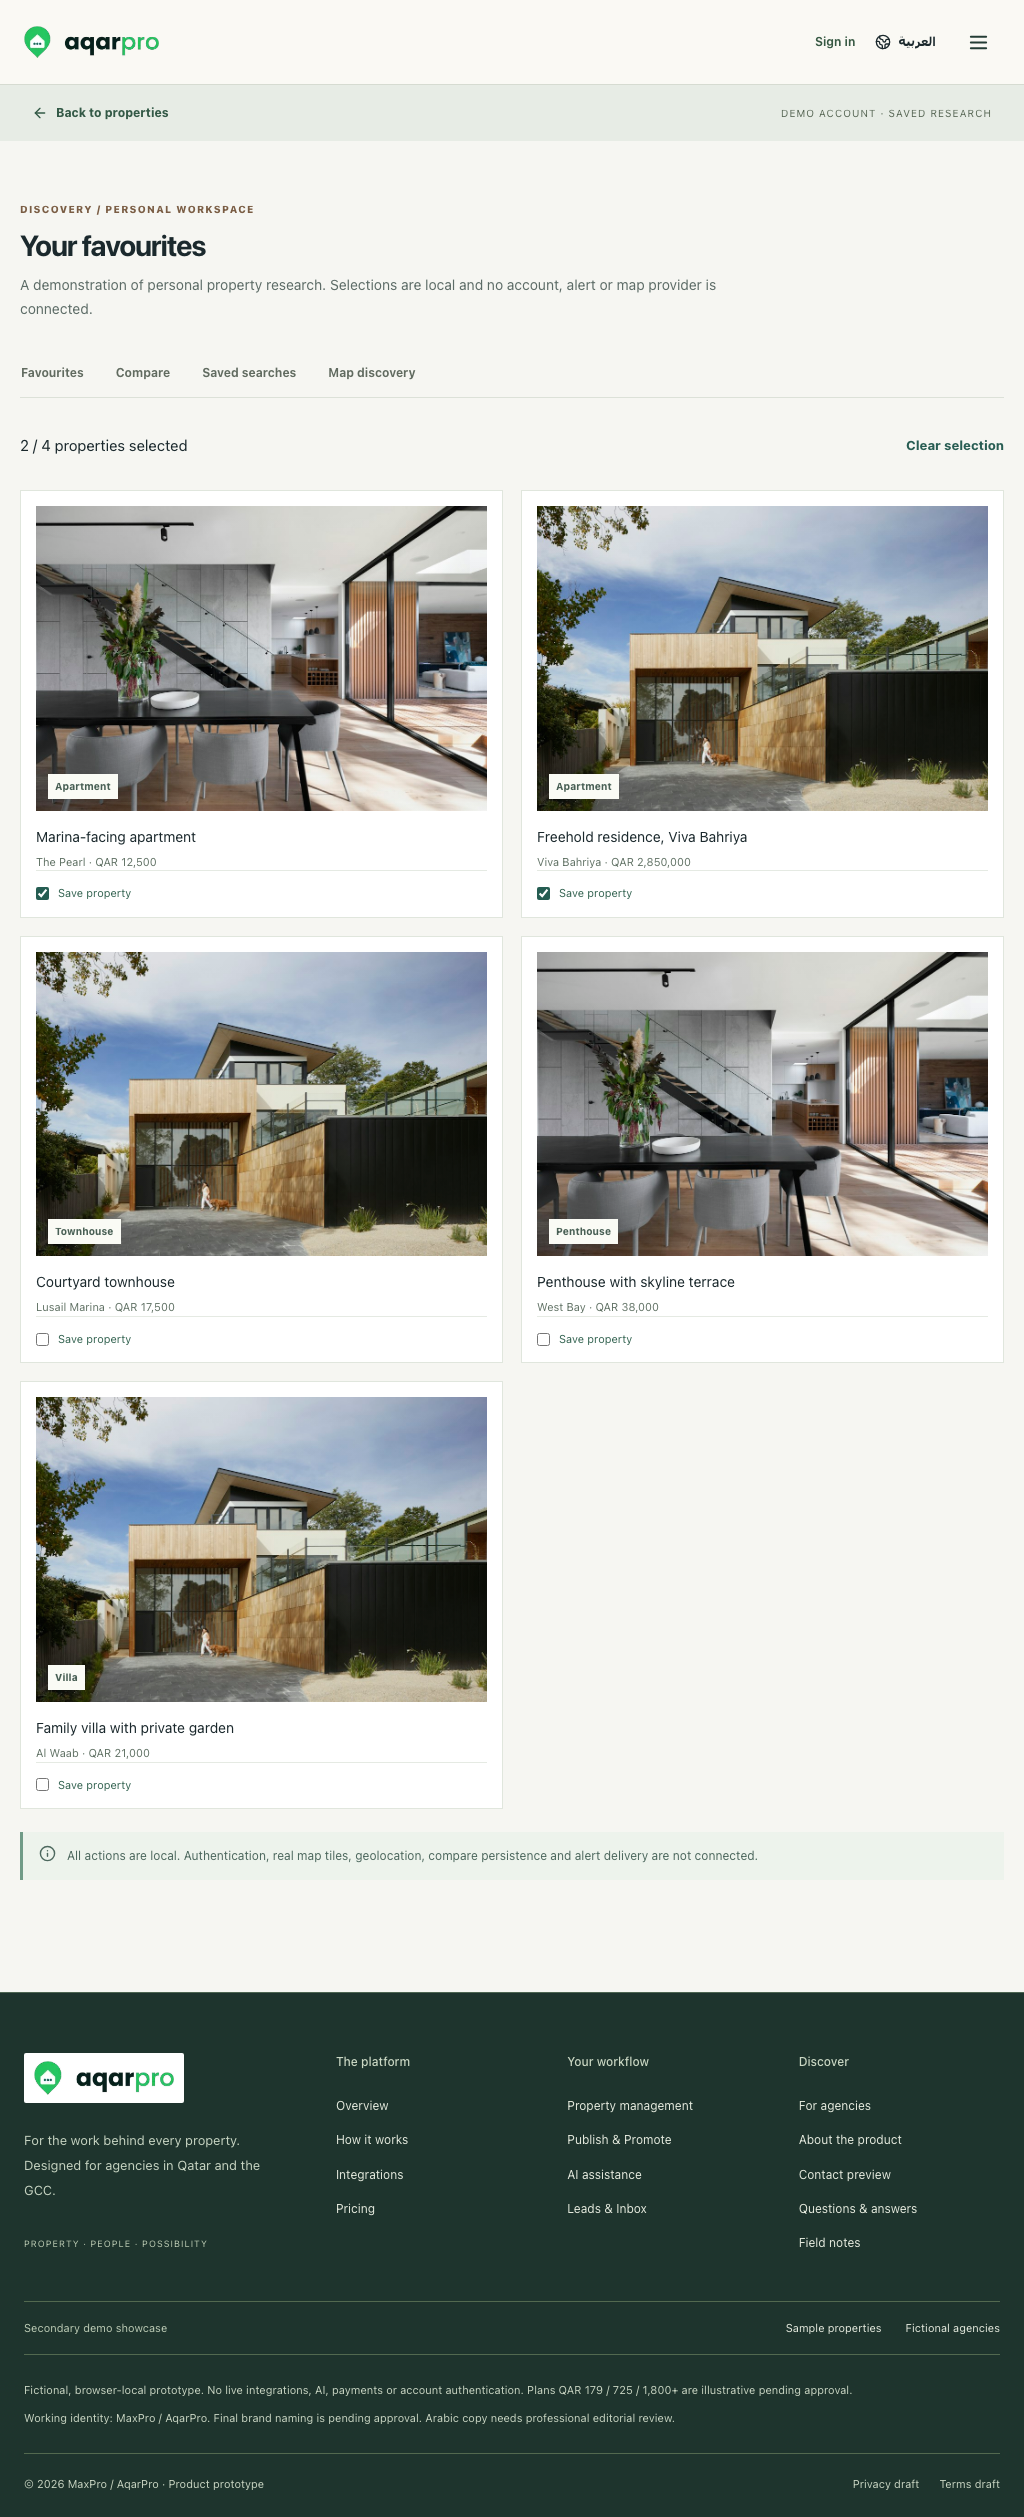 aqarpro
Sign in
العربية
Back to properties
DEMO ACCOUNT · SAVED RESEARCH
DISCOVERY / PERSONAL WORKSPACE
Your favourites
A demonstration of personal property research. Selections are local and no account, alert or map provider is
connected.
Favourites
Compare
Saved searches
Map discovery
2 / 4 properties selected
Clear selection
Apartment
Marina-facing apartment
The Pearl · QAR 12,500
Save property
Apartment
Freehold residence, Viva Bahriya
Viva Bahriya · QAR 2,850,000
Save property
Townhouse
Courtyard townhouse
Lusail Marina · QAR 17,500
Save property
Penthouse
Penthouse with skyline terrace
West Bay · QAR 38,000
Save property
Villa
Family villa with private garden
Al Waab · QAR 21,000
Save property
All actions are local. Authentication, real map tiles, geolocation, compare persistence and alert delivery are not connected.
aqarpro
For the work behind every property.
Designed for agencies in Qatar and the
GCC.
PROPERTY · PEOPLE · POSSIBILITY
The platform
Overview
How it works
Integrations
Pricing
Your workflow
Property management
Publish & Promote
AI assistance
Leads & Inbox
Discover
For agencies
About the product
Contact preview
Questions & answers
Field notes
Secondary demo showcase
Sample properties
Fictional agencies
Fictional, browser-local prototype. No live integrations, AI, payments or account authentication. Plans QAR 179 / 725 / 1,800+ are illustrative pending approval.
Working identity: MaxPro / AqarPro. Final brand naming is pending approval. Arabic copy needs professional editorial review.
© 2026 MaxPro / AqarPro · Product prototype
Privacy draft
Terms draft